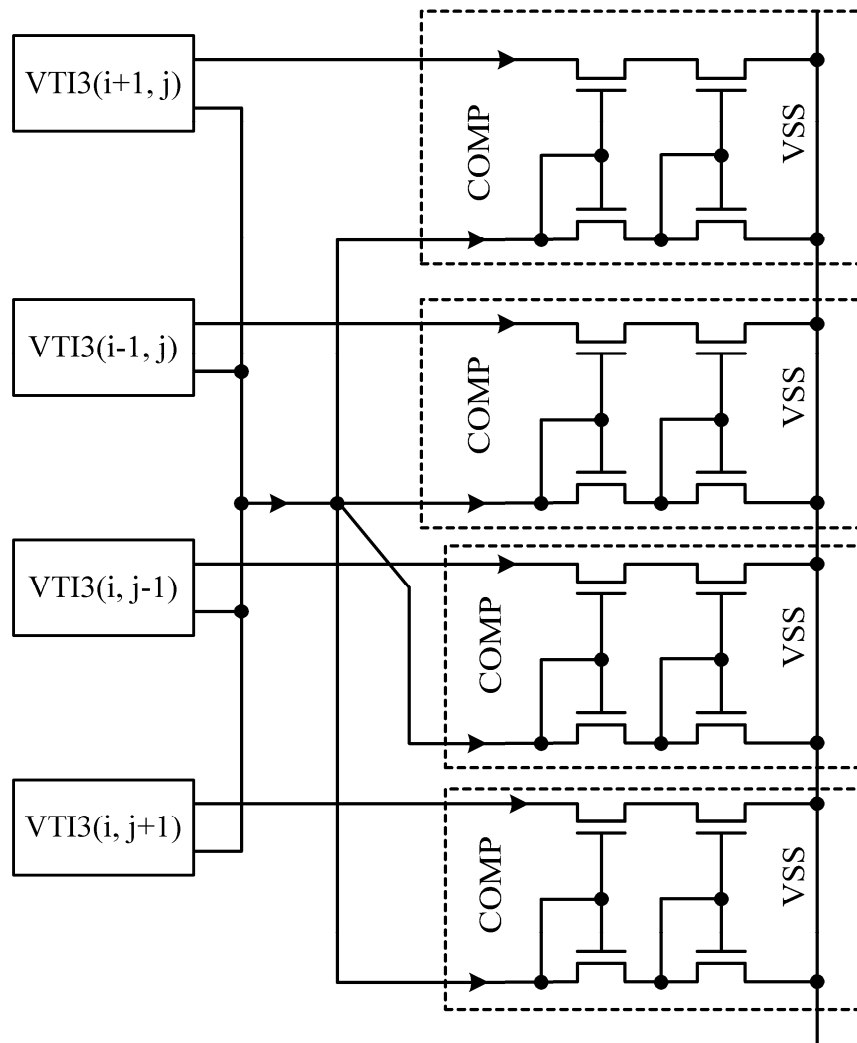 VTI3(i+1, j)
COMP
VSS
VTI3(i-1, j)
COMP
VSS
VTI3(i, j-1)
COMP
VSS
VTI3(i, j+1)
COMP
VSS